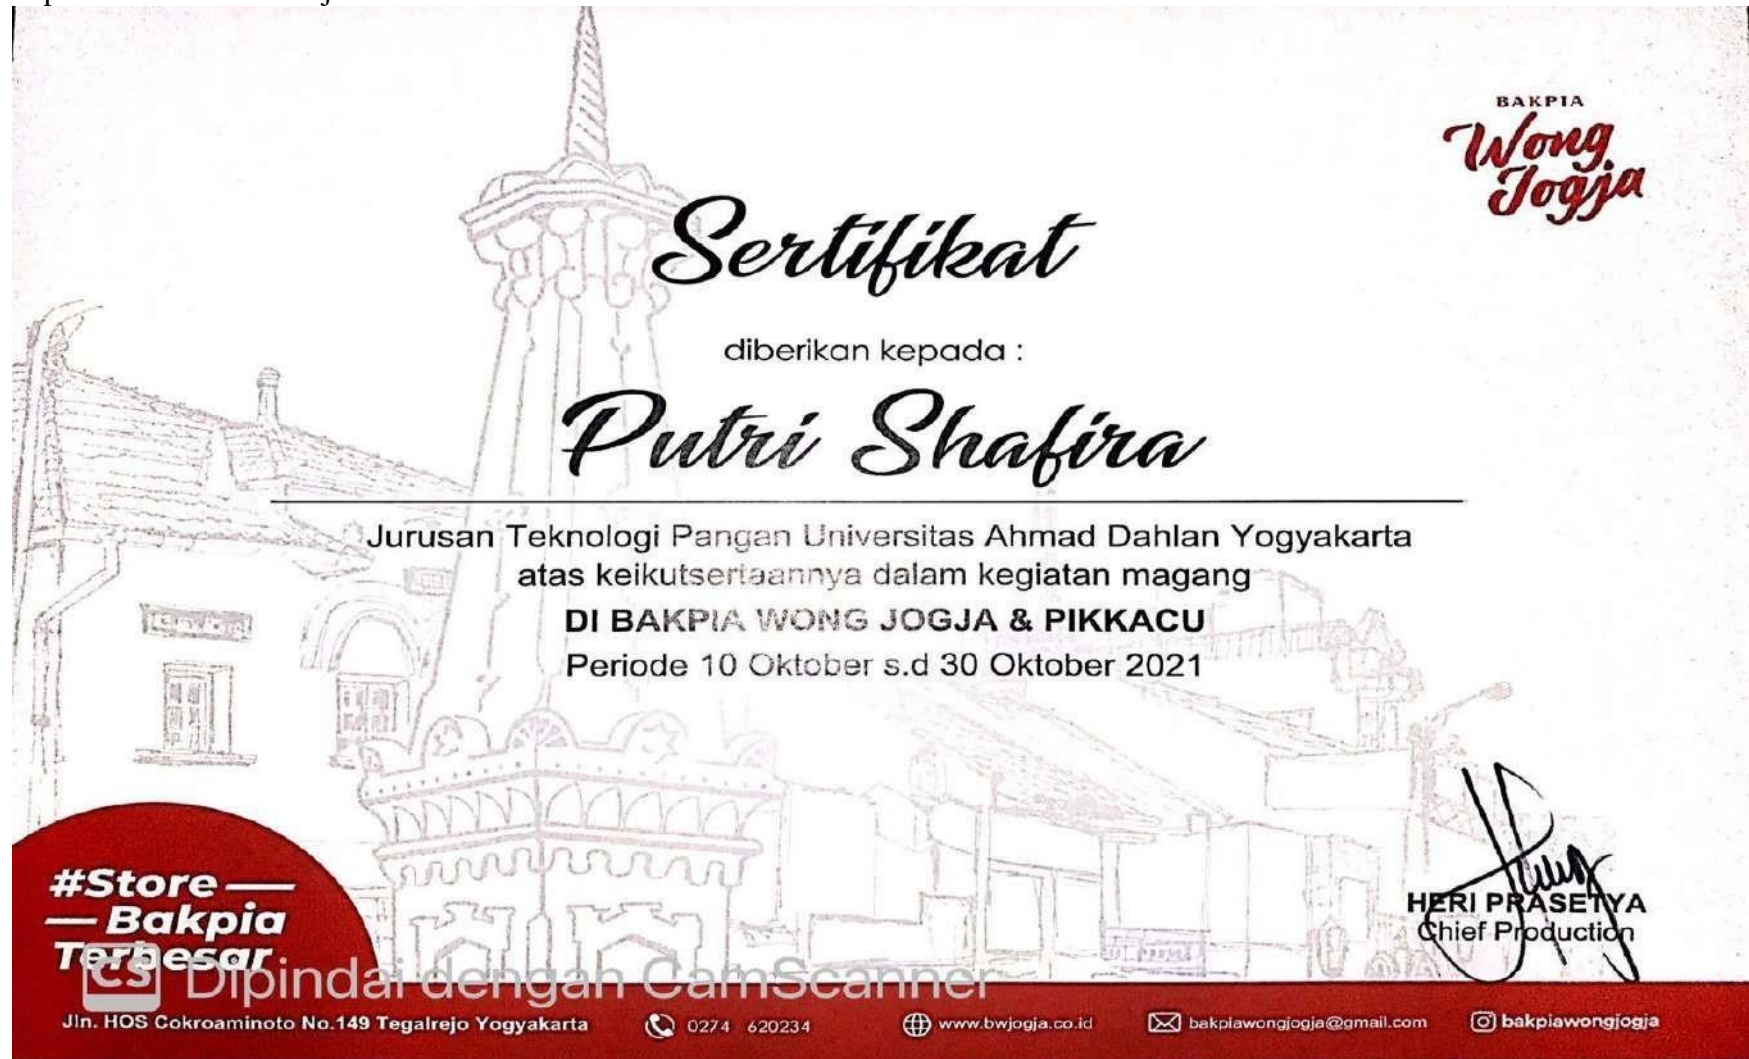 BAKPIA
Wong
Jogja
Sertifikat
diberikan kepada :
Putri Shafira
Jurusan Teknologi Pangan Universitas Ahmad Dahlan Yogyakarta
atas keikutsertaannya dalam kegiatan magang
DI BAKPIA WONG JOGJA & PIKKACU
Periode 10 Oktober s.d 30 Oktober 2021
HERI PRASETYA
Chief Production
#Store
Bakpia
Terbesar
CS Dipindai dengan CamScanner
Jln. HOS Cokroaminoto No.149 Tegalrejo Yogyakarta
0274 620234
www.bwjogja.co.id
bakpiawongjogja@gmail.com
bakpiawongjogja